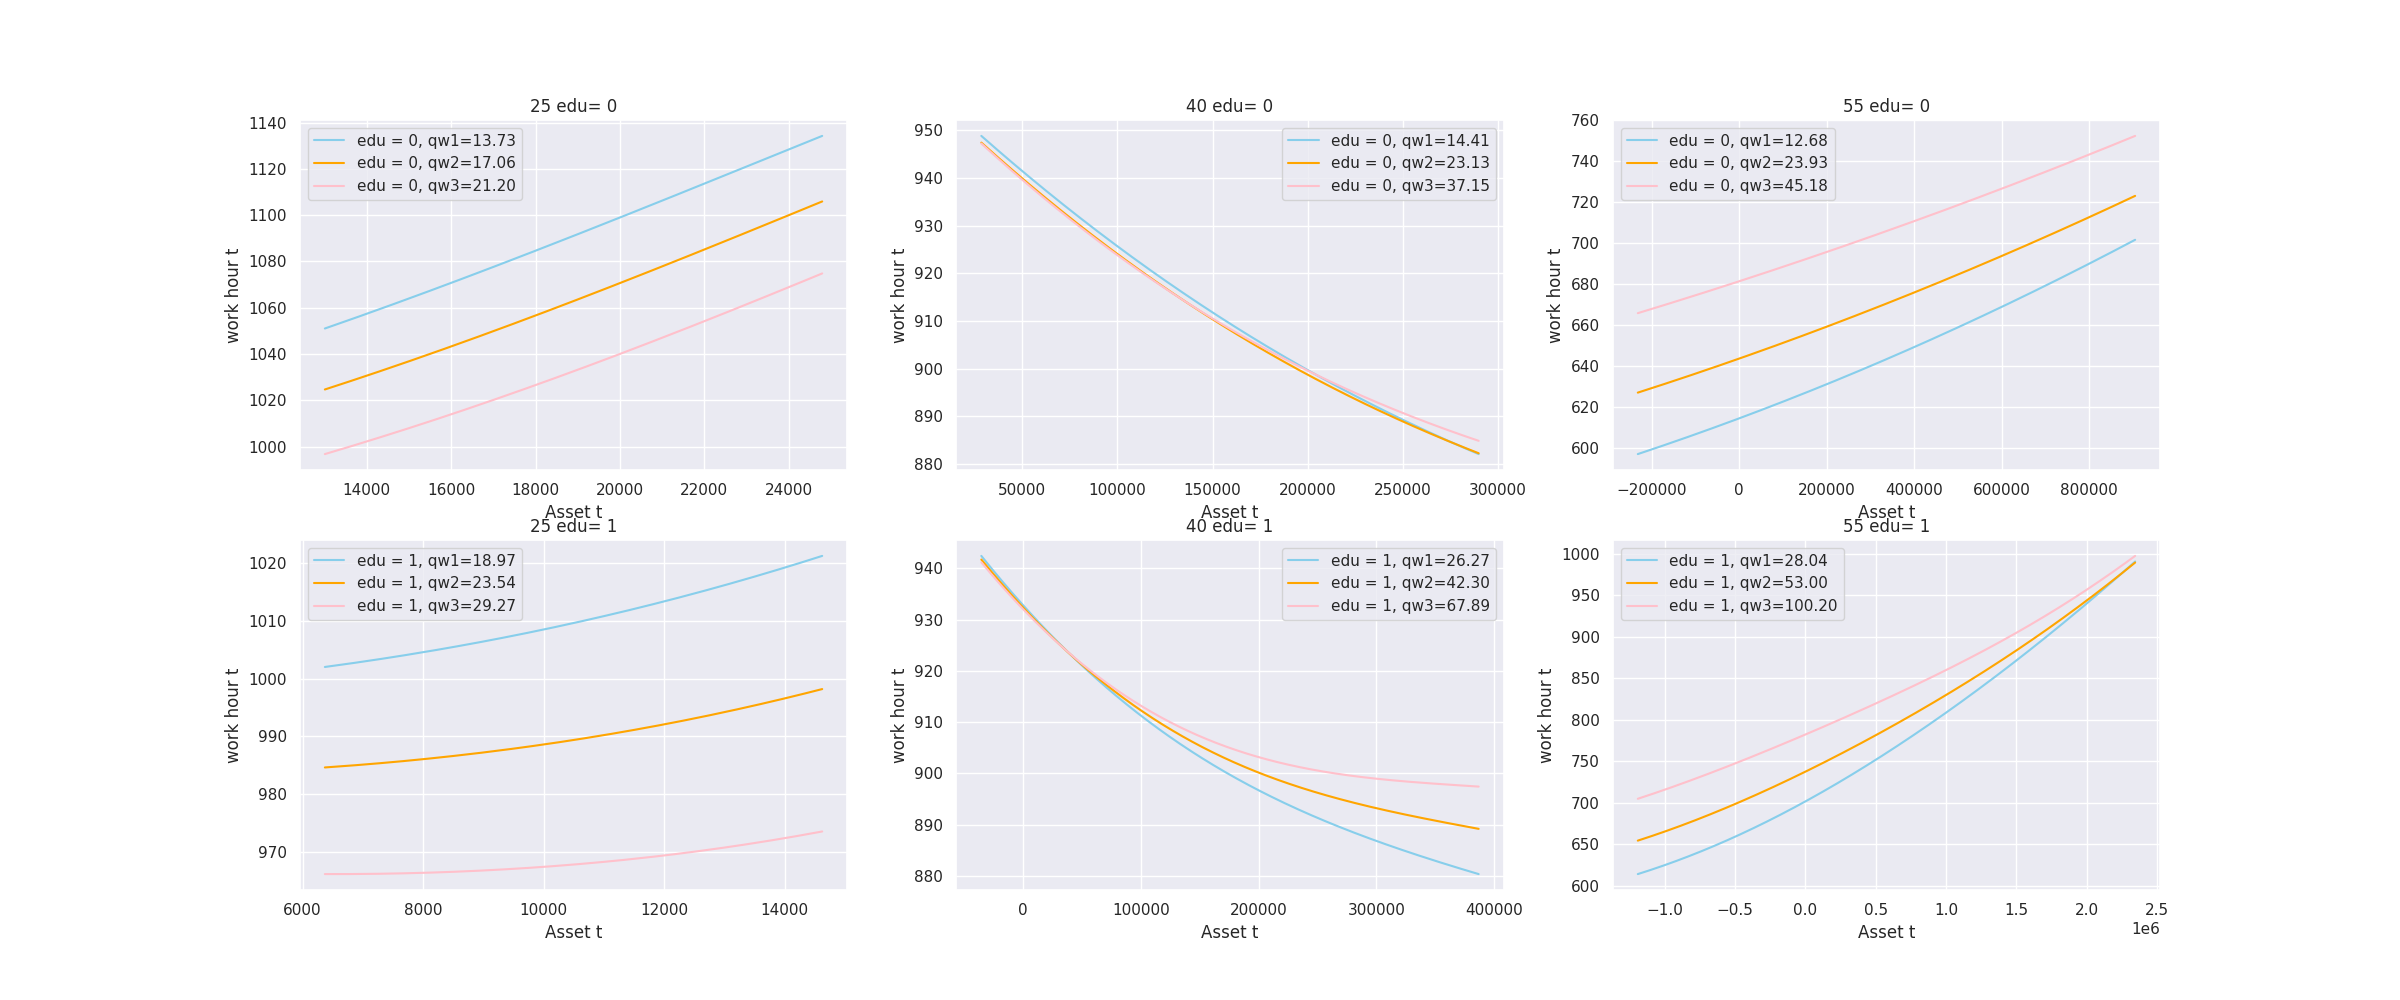 25 edu= 0
1140
1120
1100
1080
1060
1040
1020
1000
work hour t
edu = 0, qw1=13.73
edu = 0, qw2=17.06
edu = 0, qw3=21.20
14000 16000 18000 20000 22000 24000
Asset t
40 edu= 0
950
940
930
920
910
900
890
880
work hour t
edu = 0, qw1=14.41
edu = 0, qw2=23.13
edu = 0, qw3=37.15
50000 100000 150000 200000 250000 300000
Asset t
55 edu= 0
760
740
720
700
680
660
640
620
600
work hour t
edu = 0, qw1=12.68
edu = 0, qw2=23.93
edu = 0, qw3=45.18
−200000 0 200000 400000 600000 800000
Asset t
25 edu= 1
1020
1010
1000
990
980
970
work hour t
edu = 1, qw1=18.97
edu = 1, qw2=23.54
edu = 1, qw3=29.27
6000 8000 10000 12000 14000
Asset t
40 edu= 1
940
930
920
910
900
890
880
work hour t
edu = 1, qw1=26.27
edu = 1, qw2=42.30
edu = 1, qw3=67.89
0 100000 200000 300000 400000
Asset t
55 edu= 1
1000
950
900
850
800
750
700
650
600
work hour t
edu = 1, qw1=28.04
edu = 1, qw2=53.00
edu = 1, qw3=100.20
−1.0 −0.5 0.0 0.5 1.0 1.5 2.0 2.5
1e6
Asset t